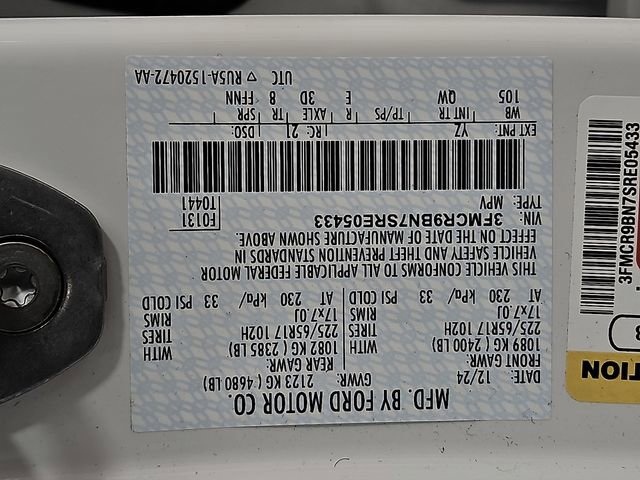 MFD. BY FORD MOTOR CO.
DATE: 12/24 GVWR: 2123 KG ( 4680 LB)
FRONT GAWR: REAR GAWR:
1089 KG (2400 LB) 1082 KG (2385 LB) WITH
225/65R17 102H 225/65R17 102H TIRES
17x7.0J 17x7.0J RIMS
AT 230 kPa/ 33 PSI COLD AT 230 kPa/ 33 PSI COLD
THIS VEHICLE CONFORMS TO ALL APPLICABLE FEDERAL MOTOR
VEHICLE SAFETY AND THEFT PREVENTION STANDARDS IN
EFFECT ON THE DATE OF MANUFACTURE SHOWN ABOVE.
VIN: 3FMCR9BN7SRE05433 F0131
TYPE: MPV T0441
EXT PNT: YZ RC: 21 DSO:
WB INT TR TP/PS R AXLE TR SPR
105 QW E 3D 8 FFNN
UTC ▽ RU5A-1520472-AA
3FMCR9BN7SRE05433
8
TION